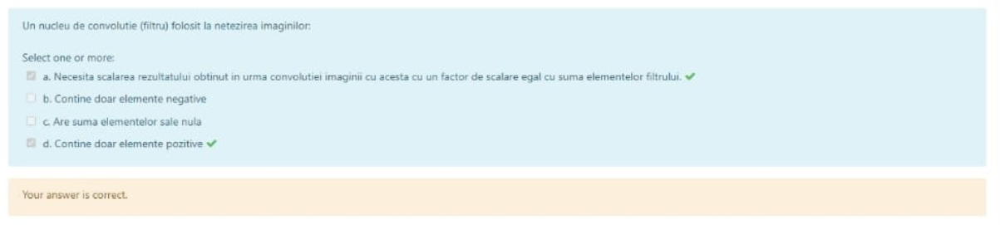 Un nucleu de convolutie (filtru) folosit la netezirea imaginilor:
Select one or more:
a. Necesita scalarea rezultatului obtinut in urma convolutiei imaginii cu acesta cu un factor de scalare egal cu suma elementelor filtrului.
b. Contine doar elemente negative
c. Are suma elementelor sale nula
d. Contine doar elemente pozitive
Your answer is correct.